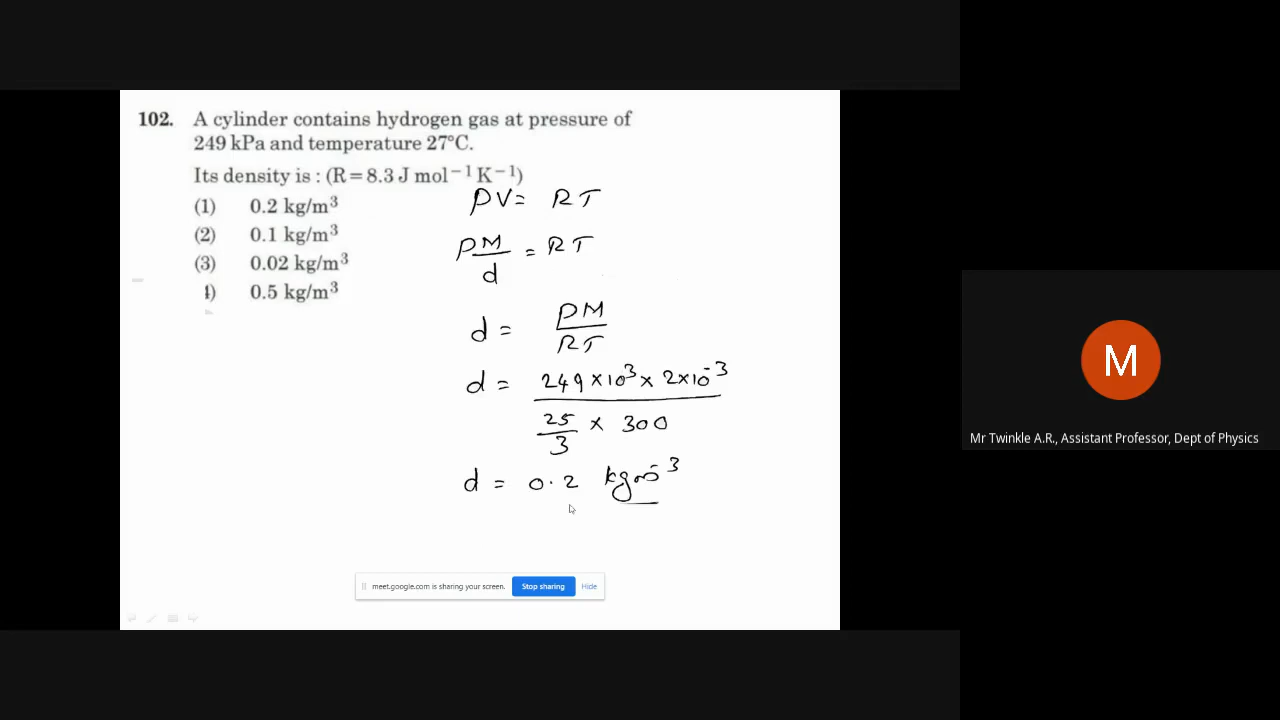 102. A cylinder contains hydrogen gas at pressure of
249 kPa and temperature 27°C.
Its density is : (R = 8.3 J mol⁻¹ K⁻¹)
(1) 0.2 kg/m³
(2) 0.1 kg/m³
(3) 0.02 kg/m³
4) 0.5 kg/m³
PV = RT
PM/d = RT
d = PM/RT
d = 249 × 10³ × 2 × 10⁻³ / 25/3 × 300
d = 0.2 kgm⁻³
meet.google.com is sharing your screen. Stop sharing Hide
M
Mr Twinkle A.R., Assistant Professor, Dept of Physics